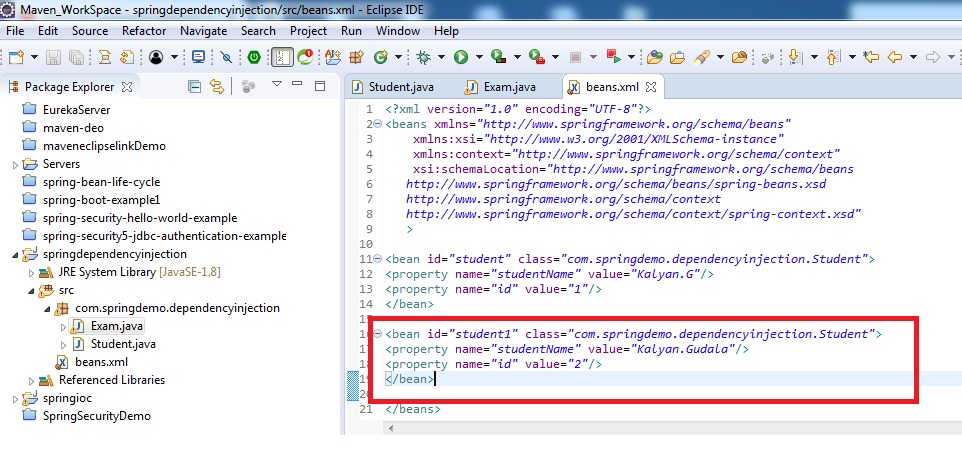 Maven_WorkSpace - springdependencyinjection/src/beans.xml - Eclipse IDE
File Edit Source Refactor Navigate Search Project Run Window Help
Package Explorer
EurekaServer
maven-deo
maveneclipselinkDemo
Servers
spring-bean-life-cycle
spring-boot-example1
spring-security-hello-world-example
spring-security5-jdbc-authentication-example
springdependencyinjection
JRE System Library [JavaSE-1.8]
src
com.springdemo.dependencyinjection
Exam.java
Student.java
beans.xml
Referenced Libraries
springioc
SpringSecurityDemo
Student.java Exam.java beans.xml
1 <?xml version="1.0" encoding="UTF-8"?>
2 <beans xmlns="http://www.springframework.org/schema/beans"
3 xmlns:xsi="http://www.w3.org/2001/XMLSchema-instance"
4 xmlns:context="http://www.springframework.org/schema/context"
5 xsi:schemaLocation="http://www.springframework.org/schema/beans
6 http://www.springframework.org/schema/beans/spring-beans.xsd
7 http://www.springframework.org/schema/context
8 http://www.springframework.org/schema/context/spring-context.xsd"
9 >
10
11 <bean id="student" class="com.springdemo.dependencyinjection.Student">
12 <property name="studentName" value="Kalyan.G"/>
13 <property name="id" value="1"/>
14 </bean>
15
16 <bean id="student1" class="com.springdemo.dependencyinjection.Student">
17 <property name="studentName" value="Kalyan.Gudala"/>
18 <property name="id" value="2"/>
19 </bean>
20
21 </beans>